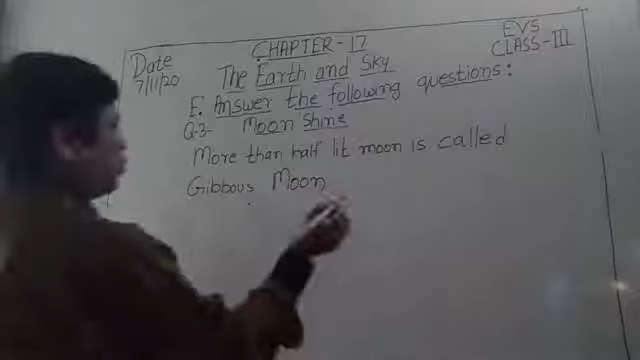 Date
7/11/20
CHAPTER-17
EVS
CLASS-III
The Earth and Sky
E. Answer the following questions:
Q.3- Moon Shine
More than half lit moon is called
Gibbous Moon